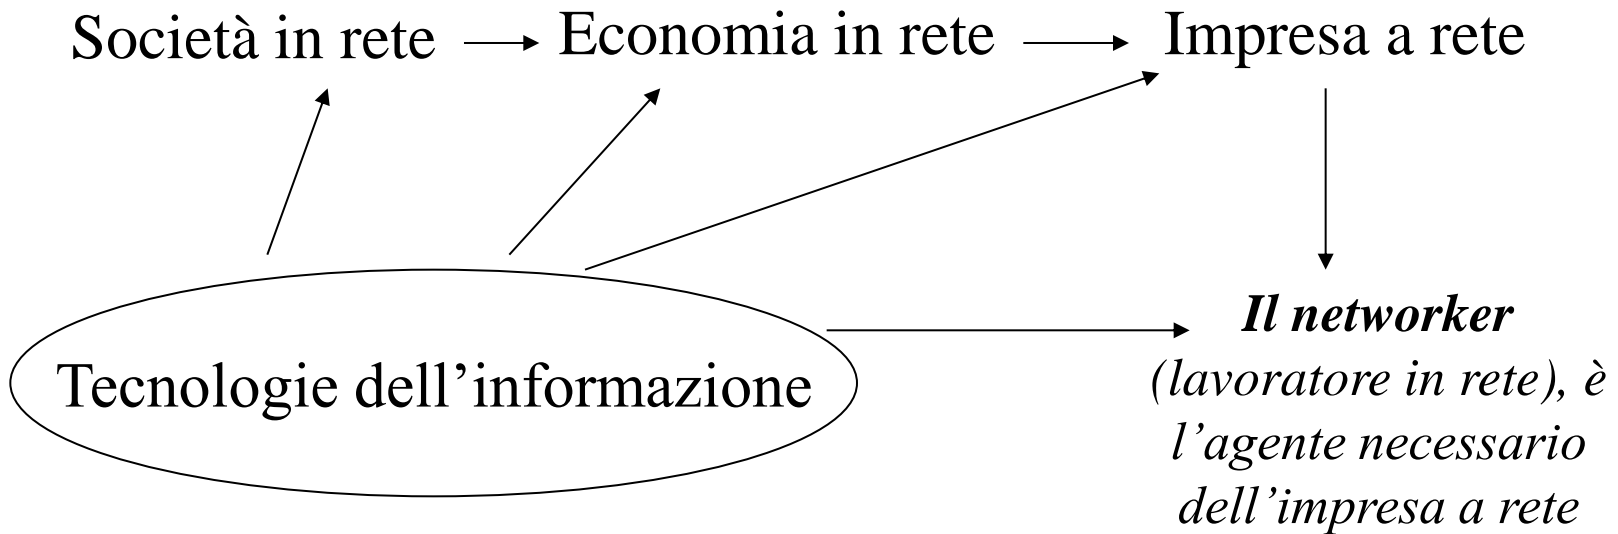 Società in rete
Economia in rete
Impresa a rete
Tecnologie dell’informazione
Il networker
(lavoratore in rete), è
l’agente necessario
dell’impresa a rete